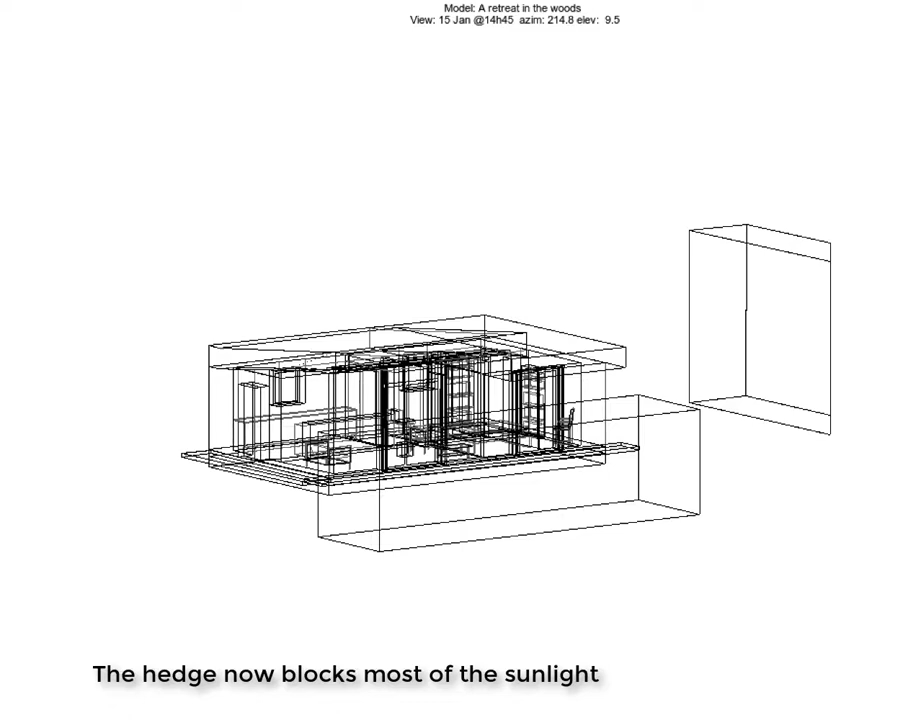 Model: A retreat in the woods
View: 15 Jan @14h45 azim: 214.8 elev: 9.5
The hedge now blocks most of the sunlight